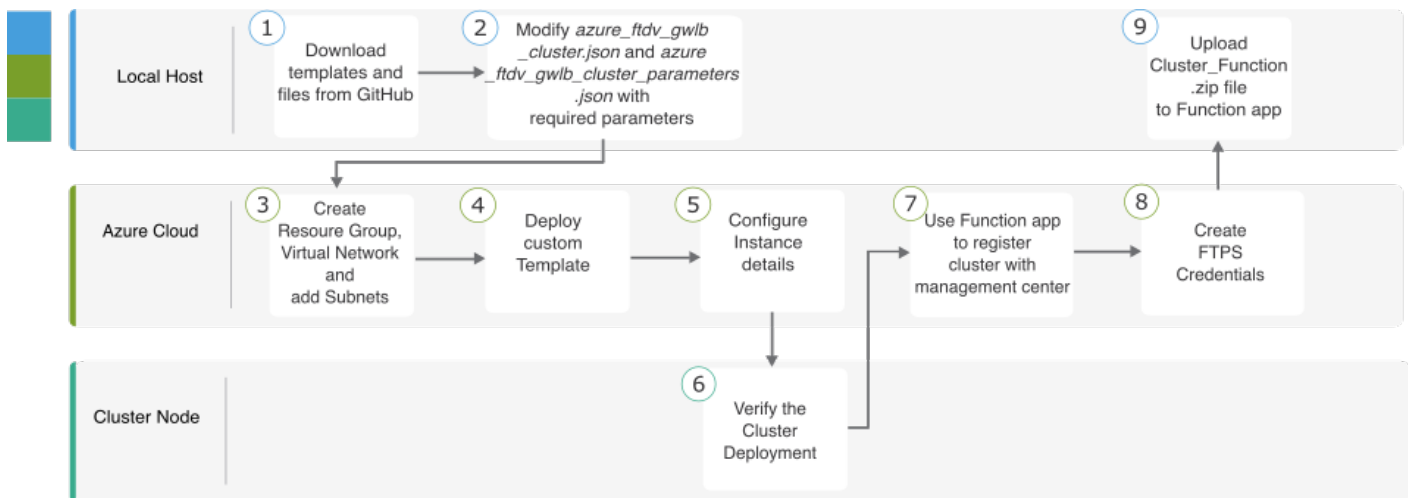 Local Host
1
Download
templates and
files from GitHub
2
Modify azure_ftdv_gwlb
_cluster.json and azure
_ftdv_gwlb_cluster_parameters
.json with
required parameters
9
Upload
Cluster_Function
.zip file
to Function app
Azure Cloud
3
Create
Resoure Group,
Virtual Network
and
add Subnets
4
Deploy
custom
Template
5
Configure
Instance
details
7
Use Function app
to register
cluster with
management center
8
Create
FTPS
Credentials
Cluster Node
6
Verify the
Cluster
Deployment